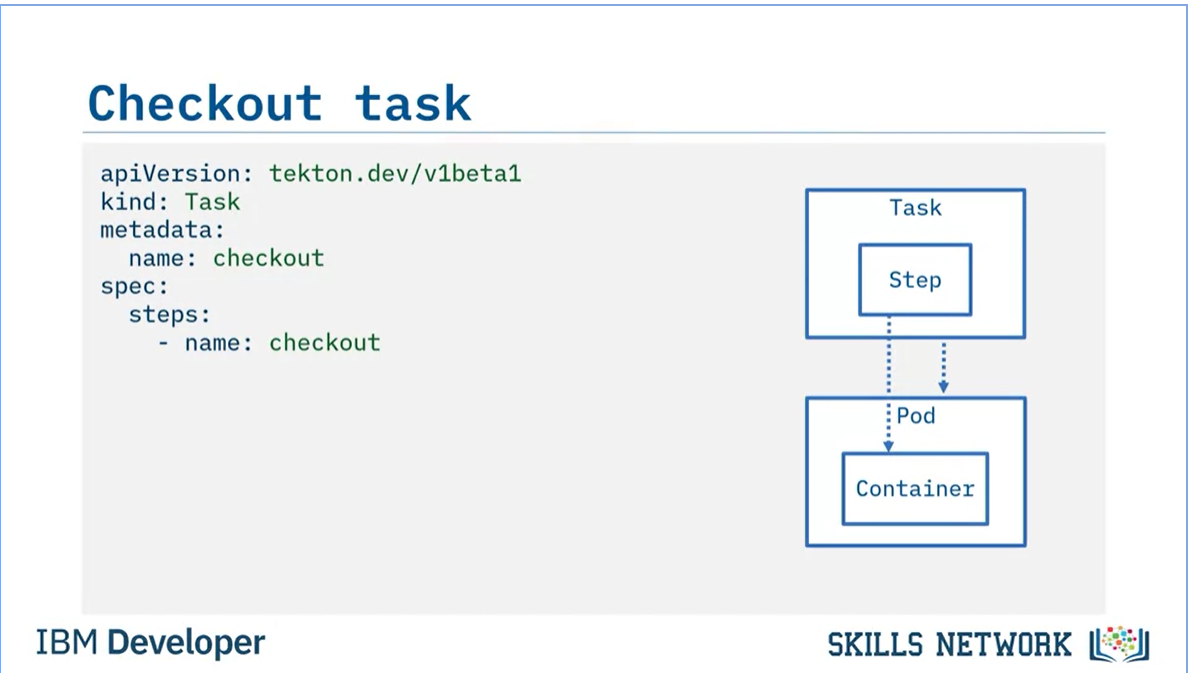 Checkout task
apiVersion: tekton.dev/v1beta1
kind: Task
metadata:
  name: checkout
spec:
  steps:
    - name: checkout
Task
Step
Pod
Container
IBM Developer
SKILLS NETWORK